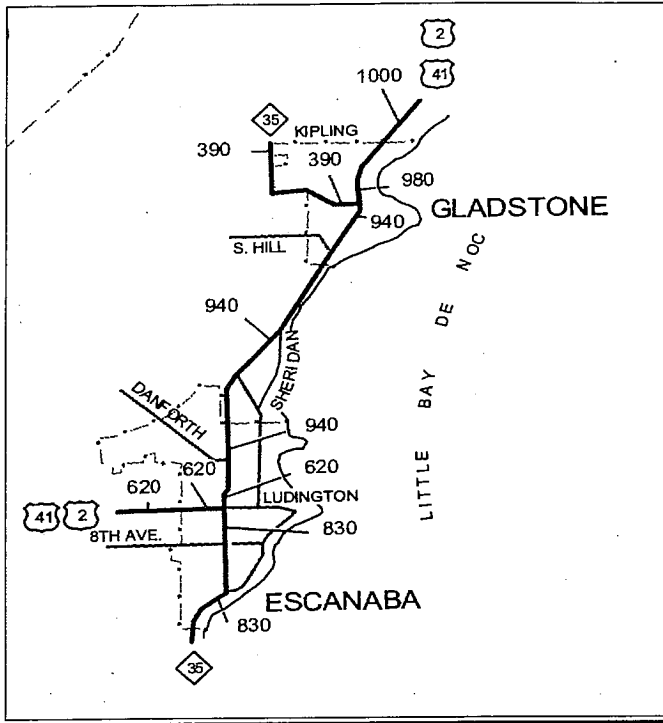 2
41
1000
35
KIPLING
390
390
980
940
GLADSTONE
S. HILL
LITTLE BAY DE NOC
940
SHERIDAN
DANFORTH
940
620
620
620
LUDINGTON
41 2
8TH AVE.
830
ESCANABA
830
35